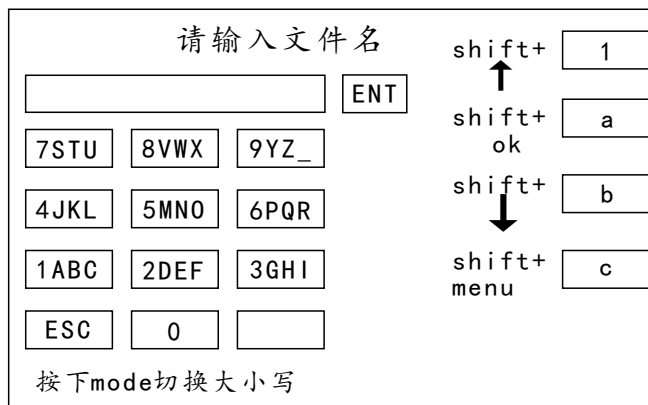 请输入文件名
ENT
7STU 8VWX 9YZ_
4JKL 5MNO 6PQR
1ABC 2DEF 3GHI
ESC 0
按下mode切换大小写
shift+ 1
shift+ a
ok
shift+ b
shift+ c
menu